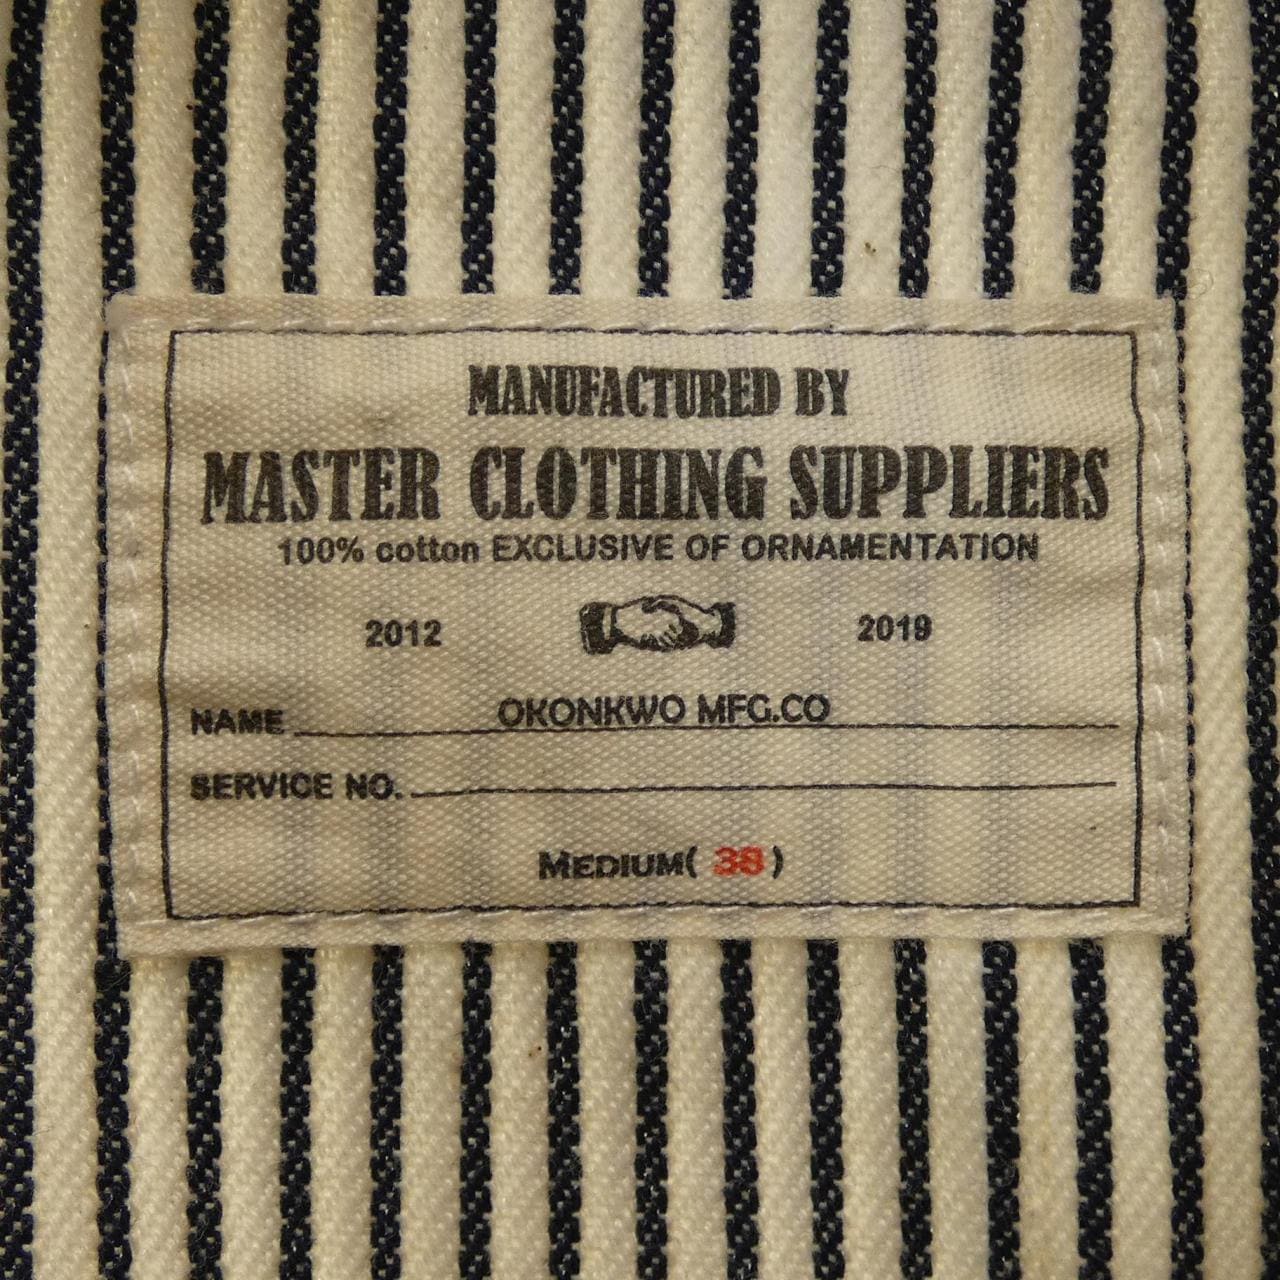 MANUFACTURED BY
MASTER CLOTHING SUPPLIERS
100% cotton EXCLUSIVE OF ORNAMENTATION
2012 2019
NAME OKONKWO MFG.CO
SERVICE NO.
MEDIUM( 38 )